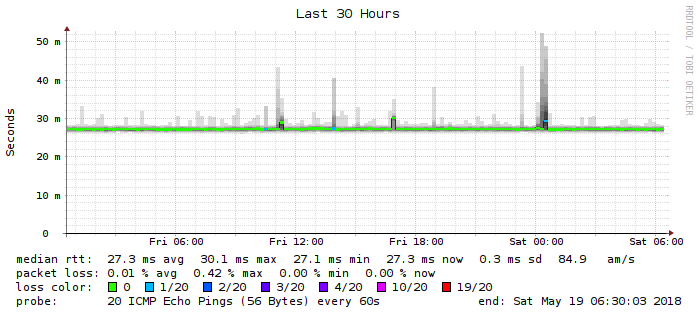 Last 30 Hours
RRDTOOL / TOBI OETIKER
Seconds
50 m
40 m
30 m
20 m
10 m
0
Fri 06:00 Fri 12:00 Fri 18:00 Sat 00:00 Sat 06:00
median rtt: 27.3 ms avg 30.1 ms max 27.1 ms min 27.3 ms now 0.3 ms sd 84.9 am/s
packet loss: 0.01 % avg 0.42 % max 0.00 % min 0.00 % now
loss color: 0 1/20 2/20 3/20 4/20 10/20 19/20
probe: 20 ICMP Echo Pings (56 Bytes) every 60s end: Sat May 19 06:30:03 2018